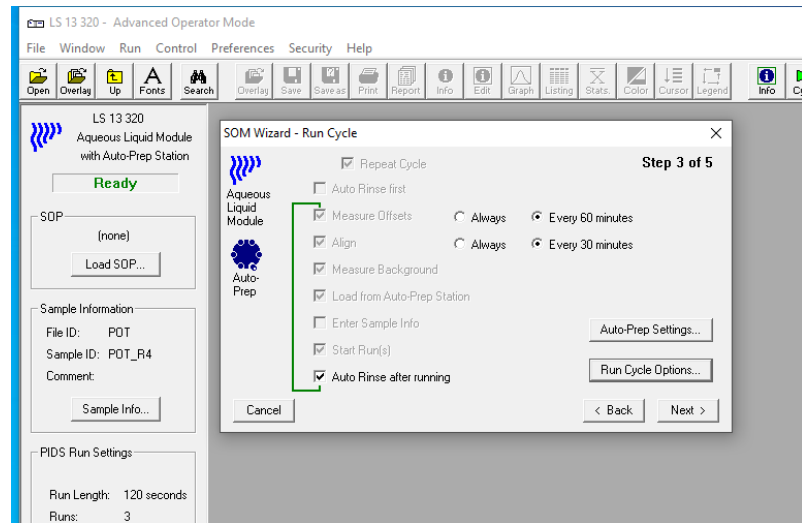 LS 13 320 - Advanced Operator Mode
File Window Run Control Preferences Security Help
Open Overlay Up Fonts Search Overlay Save Save as Print Report Info Edit Graph Listing Stats. Color Cursor Legend Info
LS 13 320
Aqueous Liquid Module
with Auto-Prep Station
Ready
SOP
(none)
Load SOP...
Sample Information
File ID: POT
Sample ID: POT_R4
Comment:
Sample Info...
PIDS Run Settings
Run Length: 120 seconds
Runs: 3
SOM Wizard - Run Cycle
Step 3 of 5
Aqueous
Liquid
Module
Auto-
Prep
Repeat Cycle
Auto Rinse first
Measure Offsets Always Every 60 minutes
Align Always Every 30 minutes
Measure Background
Load from Auto-Prep Station
Enter Sample Info
Start Run(s)
Auto Rinse after running
Auto-Prep Settings...
Run Cycle Options...
Cancel < Back Next >